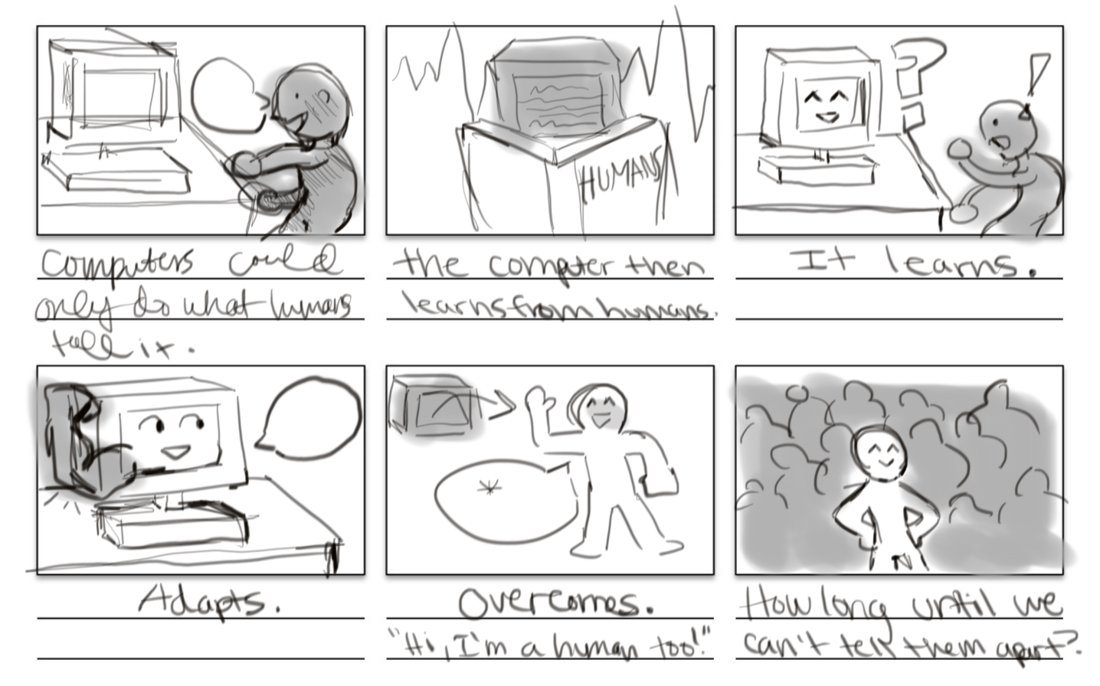 HUMANS
?
!
Computers could
only do what humans
tell it.
the computer then
learns from humans.
It learns.
Adapts.
Overcomes.
"Hi, I'm a human too!"
How long until we
can't tell them apart?